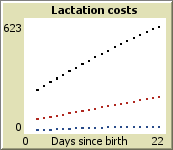 Lactation costs
623
0
0 Days since birth 22